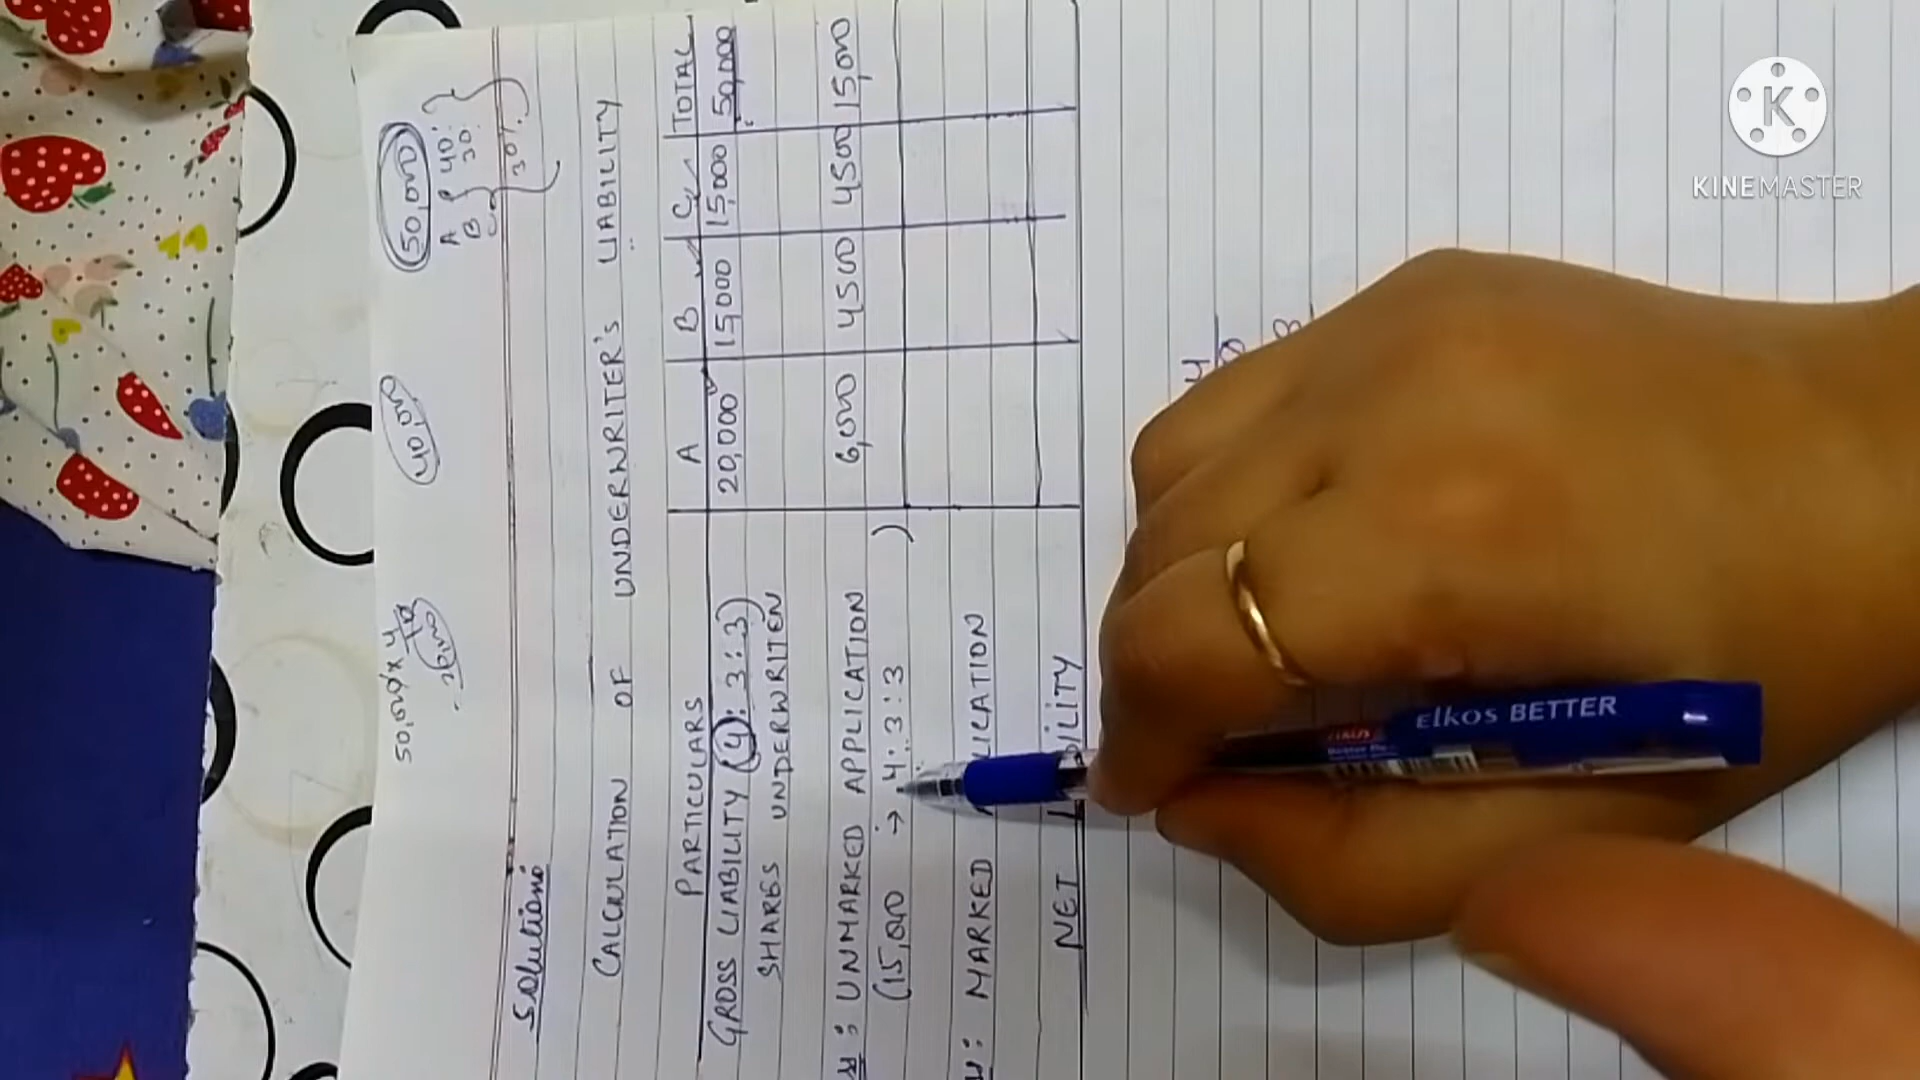 50,000 × 4/10
= 20,000
40,000
50,000
A 40%
B 30%
C
30%
Solution:
CALCULATION OF UNDERWRITER'S LIABILITY
PARTICULARS A B C TOTAL
GROSS LIABILITY (4:3:3) 20,000 15,000 15,000 50,000
SHARES UNDERWRITTEN
: UNMARKED APPLICATION 6,000 4500 4500 15,000
(15,000 → 4:3:3 )
: MARKED LICATION
NET
elkos BETTER
K
KINEMASTER